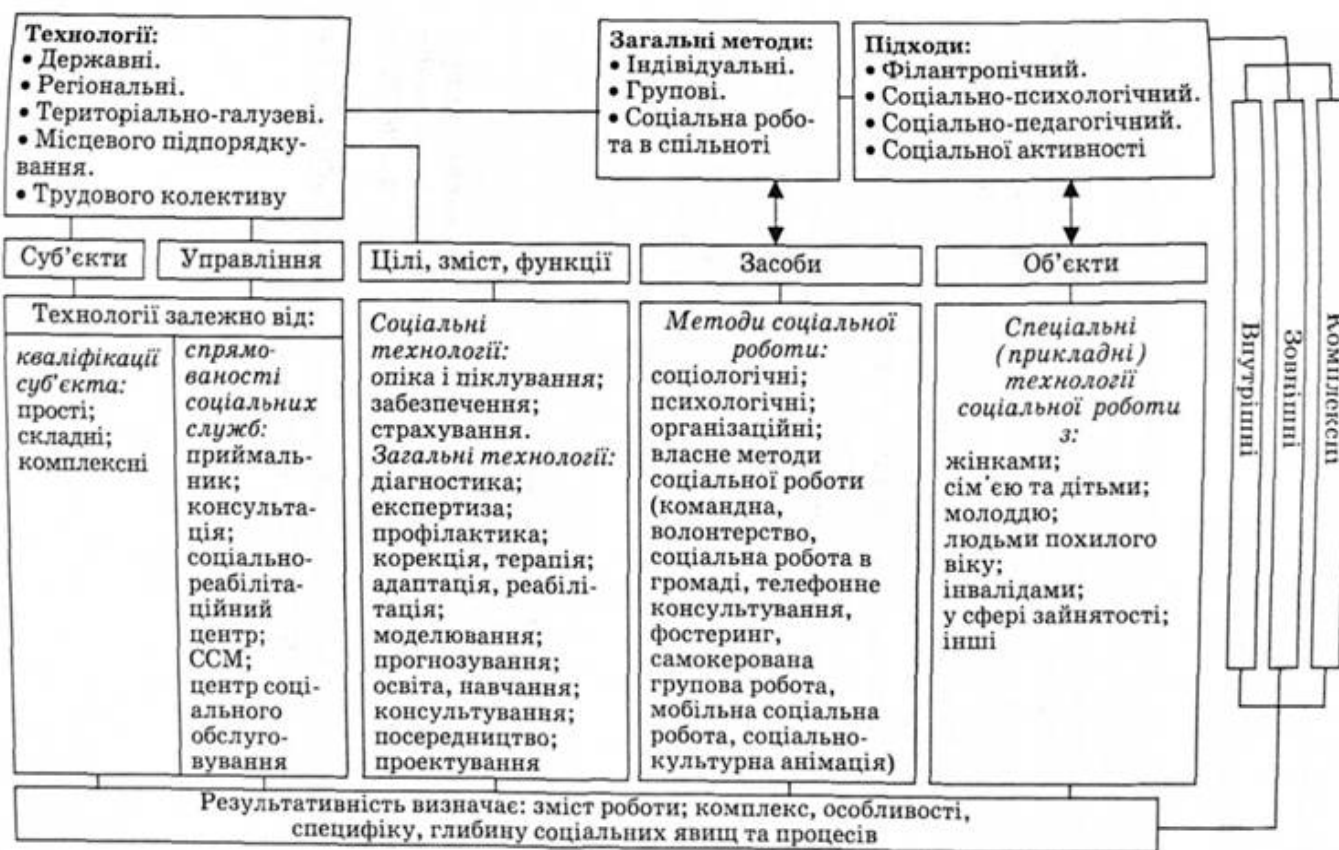 Технології:
• Державні.
• Регіональні.
• Територіально-галузеві.
• Місцевого підпорядку-
вання.
• Трудового колективу
Загальні методи:
• Індивідуальні.
• Групові.
• Соціальна робо-
та в спільноті
Підходи:
• Філантропічний.
• Соціально-психологічний.
• Соціально-педагогічний.
• Соціальної активності
Суб’єкти
Управління
Цілі, зміст, функції
Засоби
Об’єкти
Технології залежно від:
кваліфікації
суб’єкта:
прості;
складні;
комплексні
спрямо-
ваності
соціальних
служб:
приймаль-
ник;
консульта-
ція;
соціально-
реабіліта-
ційний
центр;
ССМ;
центр соці-
ального
обслуго-
вування
Соціальні
технології:
опіка і піклування;
забезпечення;
страхування.
Загальні технології:
діагностика;
експертиза;
профілактика;
корекція, терапія;
адаптація, реабілі-
тація;
моделювання;
прогнозування;
освіта, навчання;
консультування;
посередництво;
проектування
Методи соціальної
роботи:
соціологічні;
психологічні;
організаційні;
власне методи
соціальної роботи
(командна,
волонтерство,
соціальна робота в
громаді, телефонне
консультування,
фостеринг,
самокерована
групова робота,
мобільна соціальна
робота, соціально-
культурна анімація)
Спеціальні
(прикладні)
технології
соціальної роботи
з:
жінками;
сім’єю та дітьми;
молоддю;
людьми похилого
віку;
інвалідами;
у сфері зайнятості;
інші
Внутрішні
Зовнішні
Комплексні
Результативність визначає: зміст роботи; комплекс, особливості,
специфіку, глибину соціальних явищ та процесів